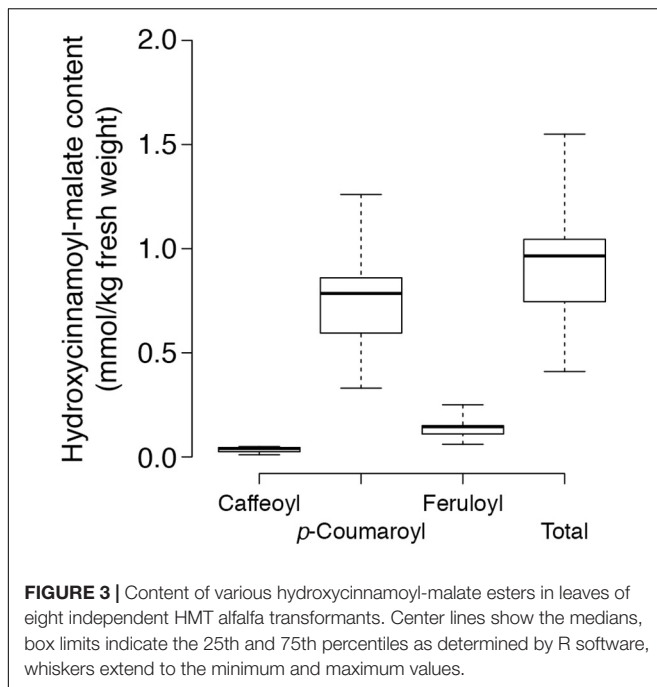 Hydroxycinnamoyl-malate content
(mmol/kg fresh weight)
2.0
1.5
1.0
0.5
0.0
Caffeoyl
p-Coumaroyl
Feruloyl
Total
FIGURE 3 | Content of various hydroxycinnamoyl-malate esters in leaves of
eight independent HMT alfalfa transformants. Center lines show the medians,
box limits indicate the 25th and 75th percentiles as determined by R software,
whiskers extend to the minimum and maximum values.